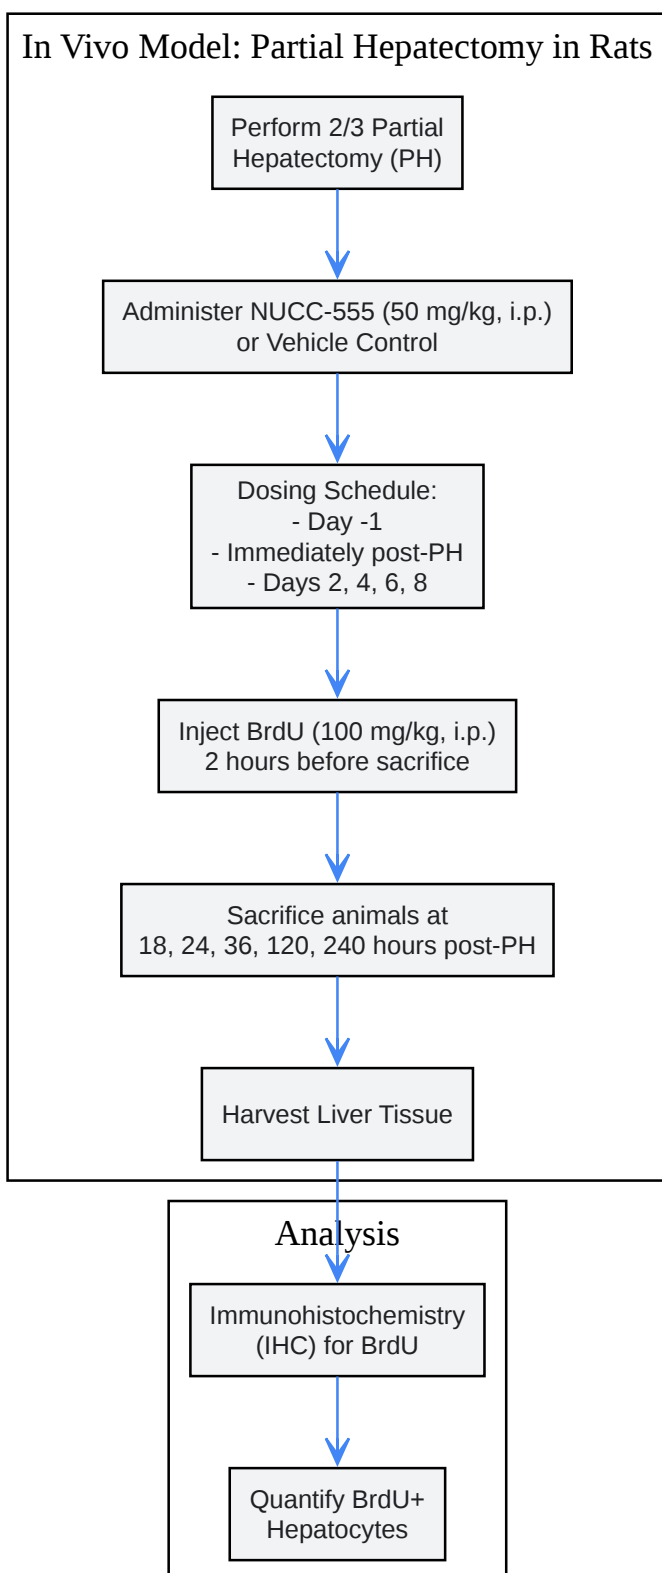 In Vivo Model: Partial Hepatectomy in Rats
Perform 2/3 Partial
Hepatectomy (PH)
Administer NUCC-555 (50 mg/kg, i.p.)
or Vehicle Control
Dosing Schedule:
- Day -1
- Immediately post-PH
- Days 2, 4, 6, 8
Inject BrdU (100 mg/kg, i.p.)
2 hours before sacrifice
Sacrifice animals at
18, 24, 36, 120, 240 hours post-PH
Harvest Liver Tissue
Analysis
Immunohistochemistry
(IHC) for BrdU
Quantify BrdU+
Hepatocytes